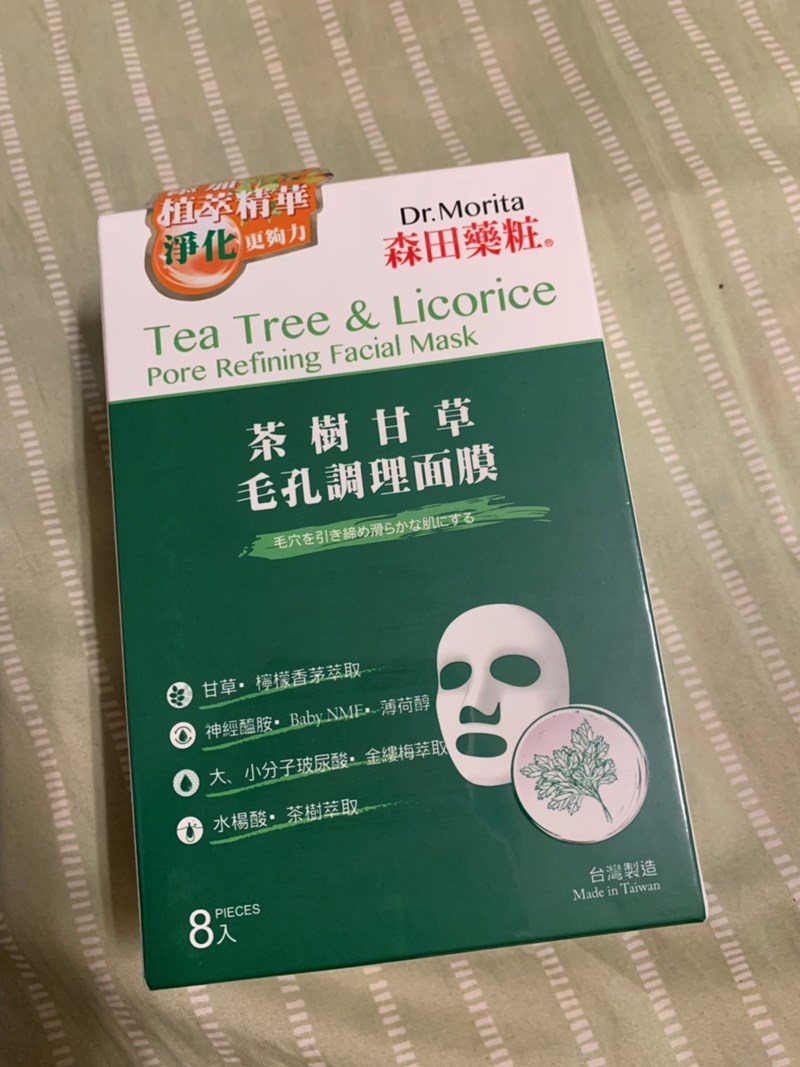 植萃精華
淨化 更夠力
Dr.Morita
森田藥粧®
Tea Tree & Licorice
Pore Refining Facial Mask
茶樹甘草
毛孔調理面膜
毛穴を引き締め滑らかな肌にする
甘草▪檸檬香茅萃取
神經醯胺▪Baby NMF▪薄荷醇
大、小分子玻尿酸▪金縷梅萃取
水楊酸▪茶樹萃取
8 PIECES
入
台灣製造
Made in Taiwan